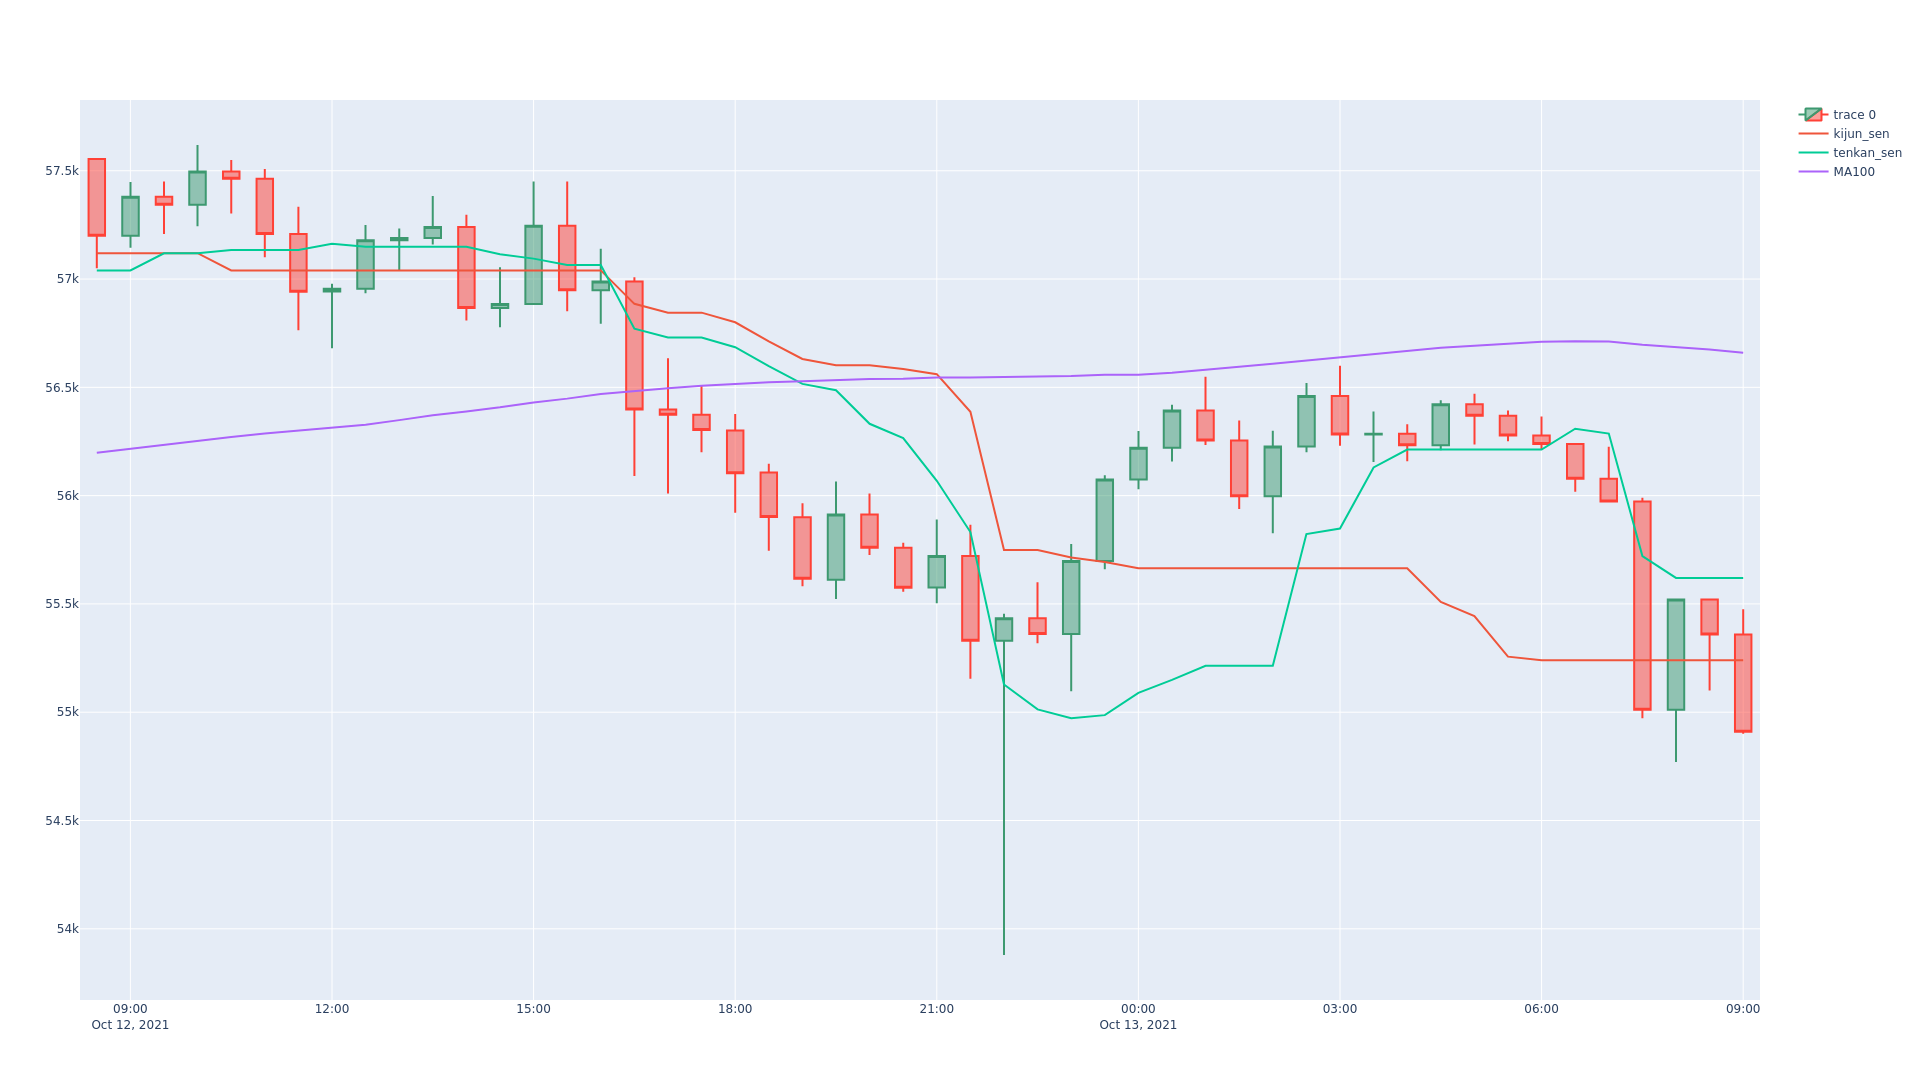 trace 0
kijun_sen
tenkan_sen
MA100
57.5k
57k
56.5k
56k
55.5k
55k
54.5k
54k
09:00 12:00 15:00 18:00 21:00 00:00 03:00 06:00 09:00
Oct 12, 2021 Oct 13, 2021